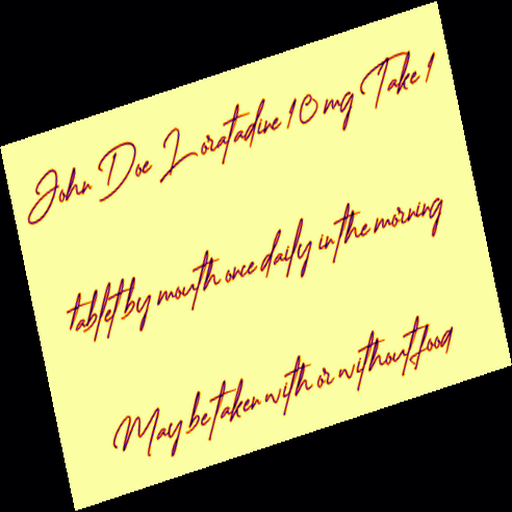 John Doe Loratadine 10 mg Take 1
tablet by mouth once daily in the morning
May be taken with or without food